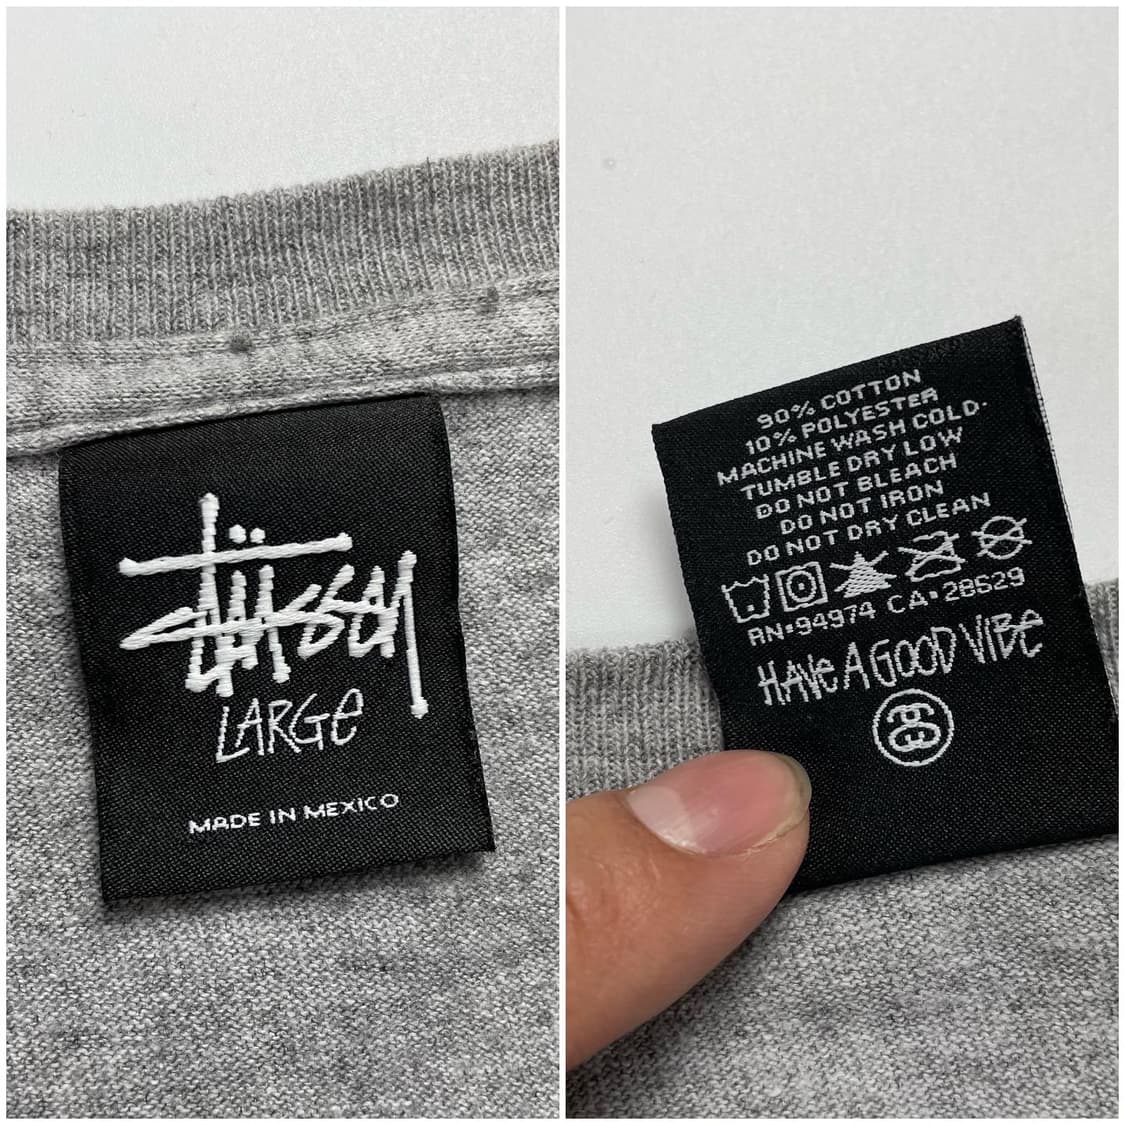 Stüssy
LARGE
MADE IN MEXICO
90% COTTON
10% POLYESTER
MACHINE WASH COLD.
TUMBLE DRY LOW
DO NOT BLEACH
DO NOT IRON
DO NOT DRY CLEAN
RN•94974 CA•28629
HAVE A GOOD VIBE
SS